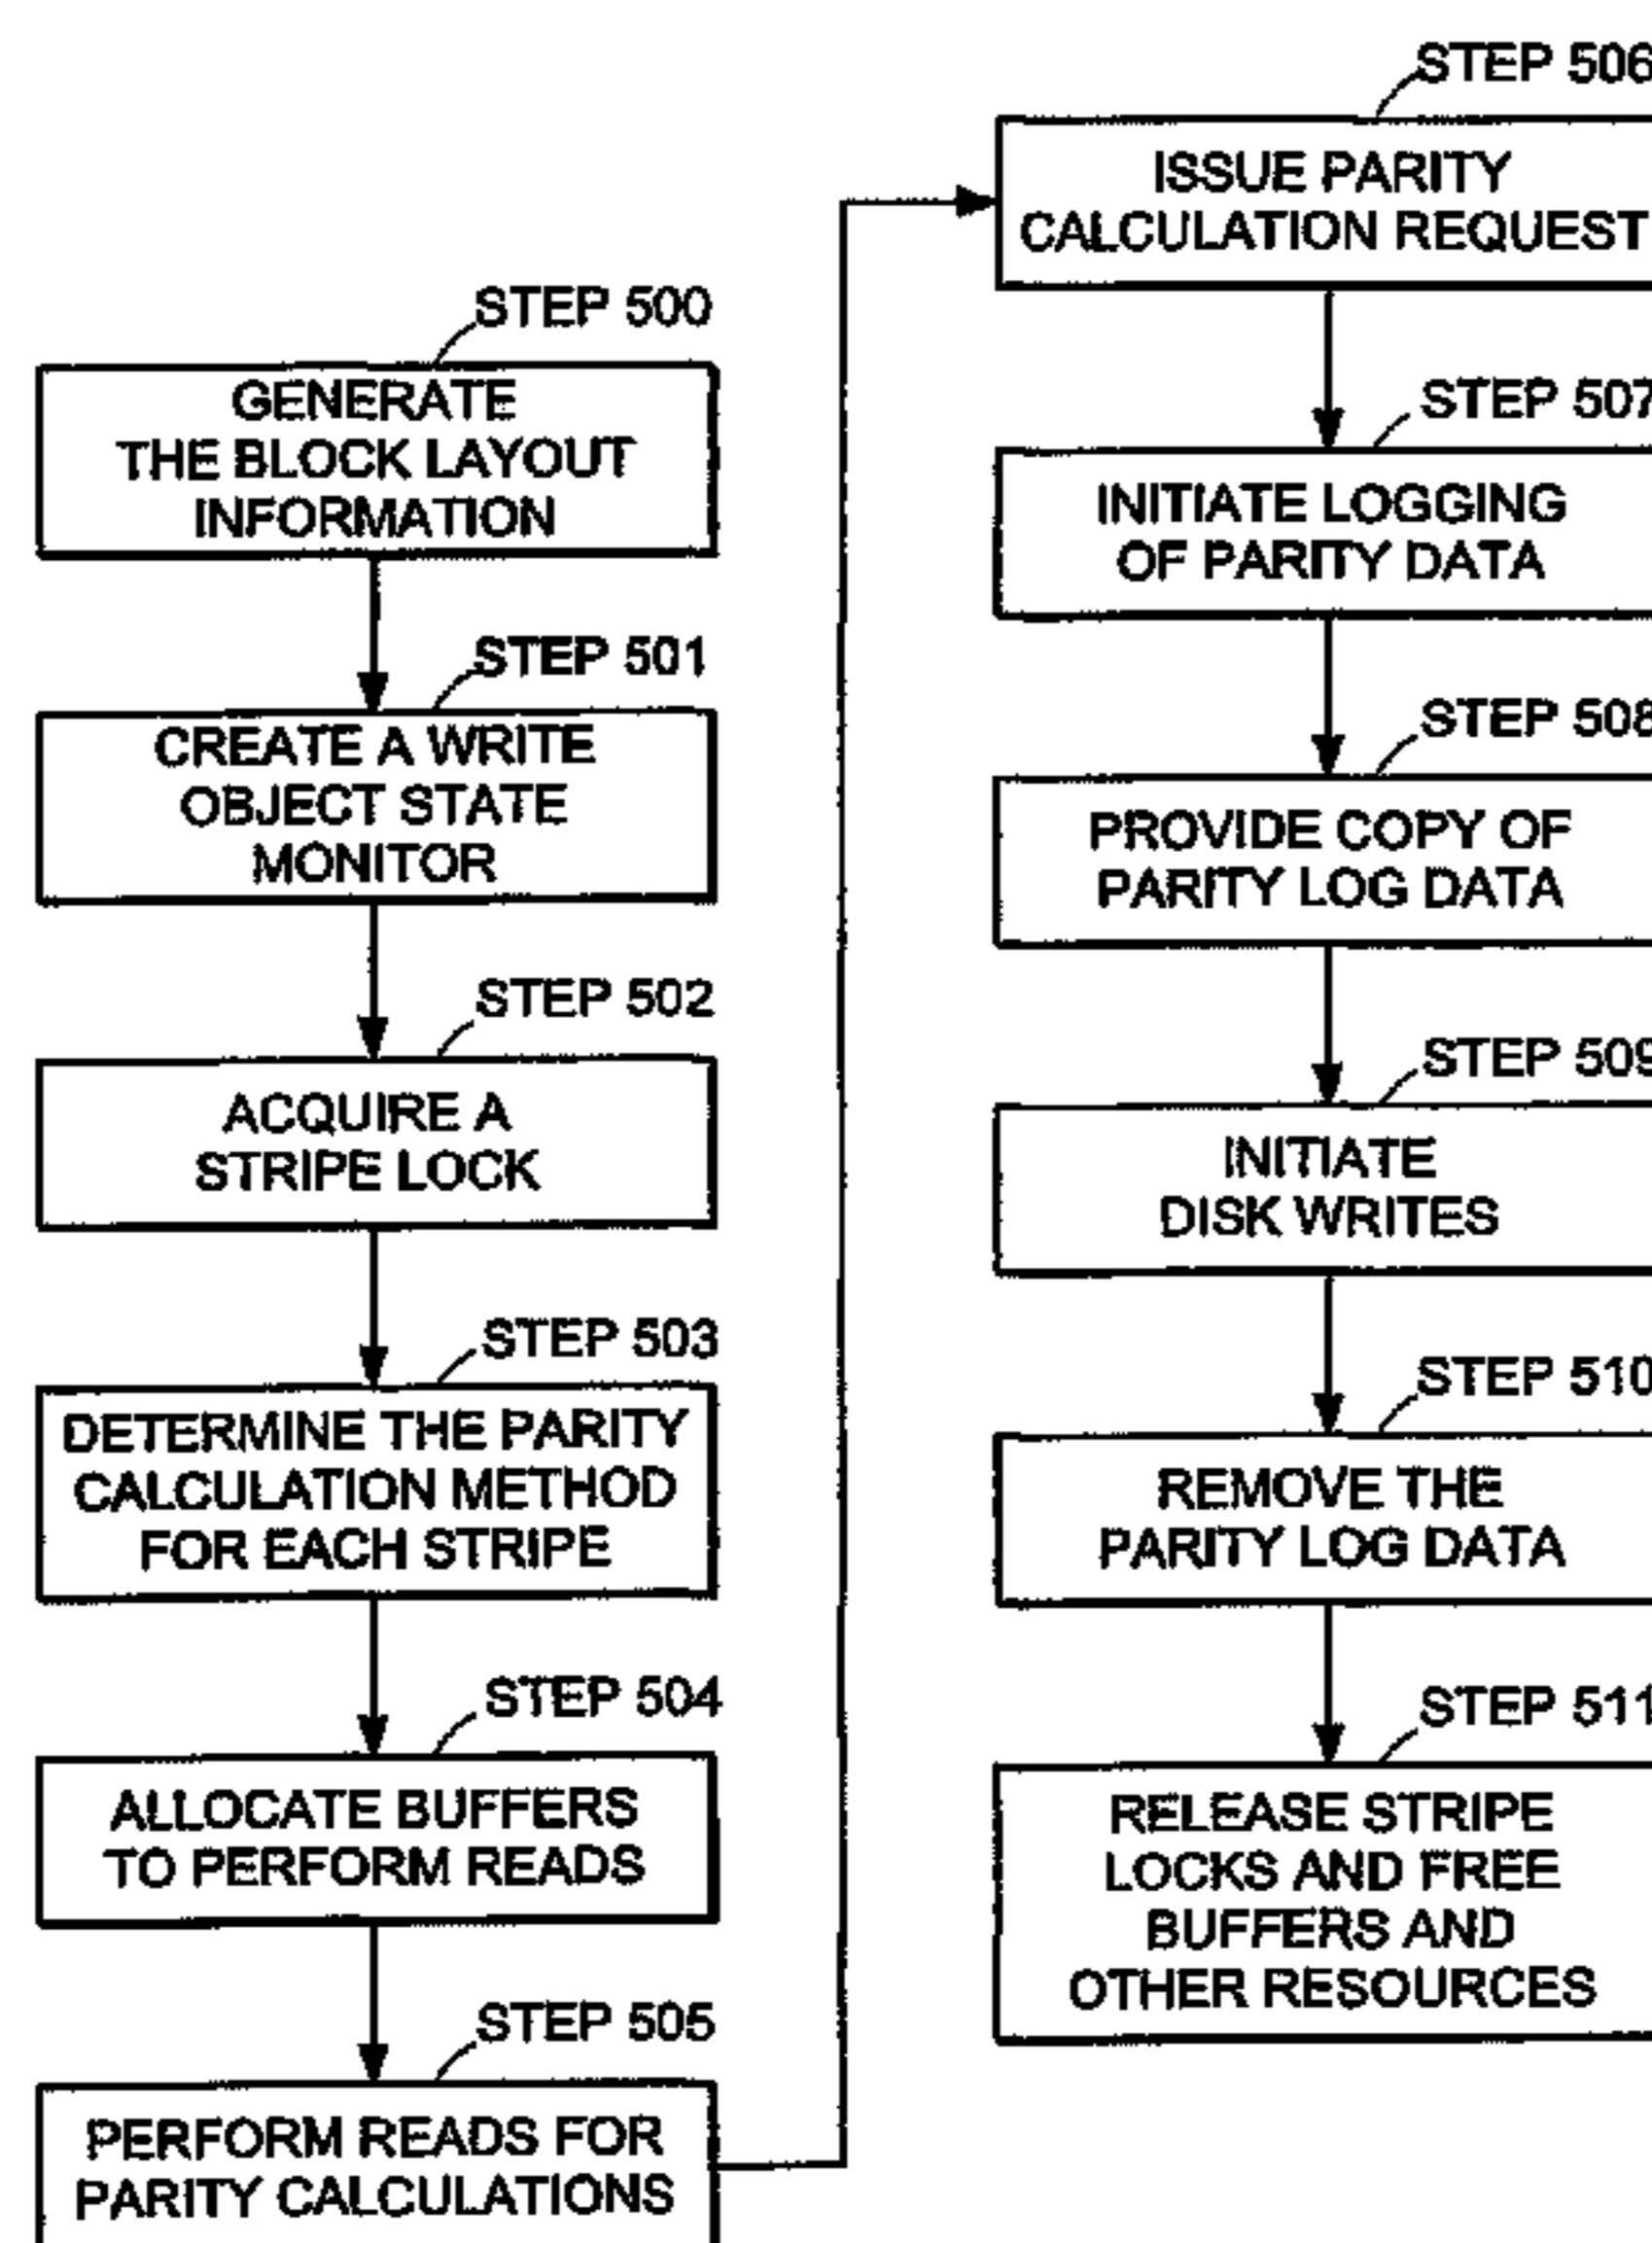 STEP 500
GENERATE
THE BLOCK LAYOUT
INFORMATION
STEP 501
CREATE A WRITE
OBJECT STATE
MONITOR
STEP 502
ACQUIRE A
STRIPE LOCK
STEP 503
DETERMINE THE PARITY
CALCULATION METHOD
FOR EACH STRIPE
STEP 504
ALLOCATE BUFFERS
TO PERFORM READS
STEP 505
PERFORM READS FOR
PARITY CALCULATIONS
STEP 506
ISSUE PARITY
CALCULATION REQUEST
STEP 507
INITIATE LOGGING
OF PARITY DATA
STEP 508
PROVIDE COPY OF
PARITY LOG DATA
STEP 509
INITIATE
DISK WRITES
STEP 510
REMOVE THE
PARITY LOG DATA
STEP 511
RELEASE STRIPE
LOCKS AND FREE
BUFFERS AND
OTHER RESOURCES